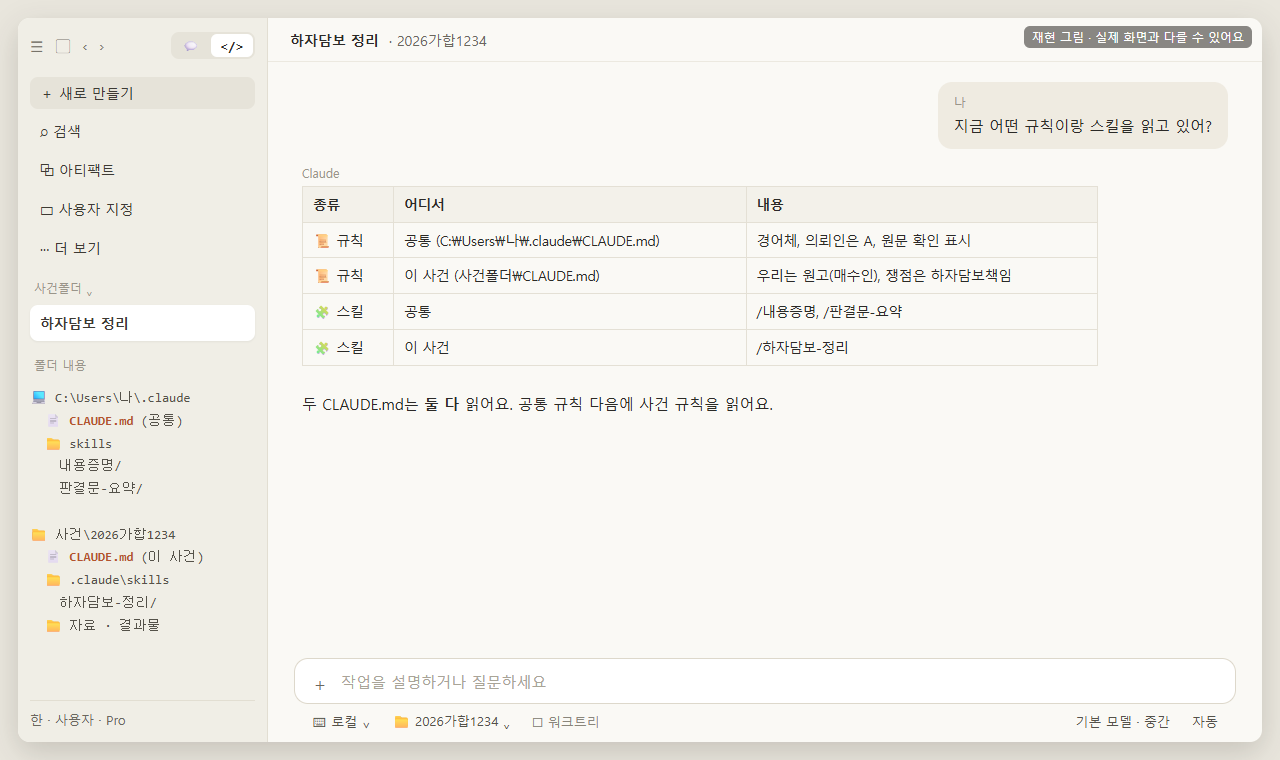 </>
+ 새로 만들기
검색
아티팩트
사용자 지정
··· 더 보기
사건폴더
하자담보 정리
폴더 내용
C:\Users\나\.claude
CLAUDE.md (공통)
skills
내용증명/
판결문-요약/
사건\2026가합1234
CLAUDE.md (이 사건)
.claude\skills
하자담보-정리/
자료 · 결과물
한 · 사용자 · Pro
하자담보 정리 · 2026가합1234
재현 그림 · 실제 화면과 다를 수 있어요
나
지금 어떤 규칙이랑 스킬을 읽고 있어?
Claude
종류 어디서 내용
규칙 공통 (C:₩Users₩나₩.claude₩CLAUDE.md) 경어체, 의뢰인은 A, 원문 확인 표시
규칙 이 사건 (사건폴더₩CLAUDE.md) 우리는 원고(매수인), 쟁점은 하자담보책임
스킬 공통 /내용증명, /판결문-요약
스킬 이 사건 /하자담보-정리
두 CLAUDE.md는 둘 다 읽어요. 공통 규칙 다음에 사건 규칙을 읽어요.
+ 작업을 설명하거나 질문하세요
로컬 2026가합1234 워크트리 기본 모델 · 중간 자동